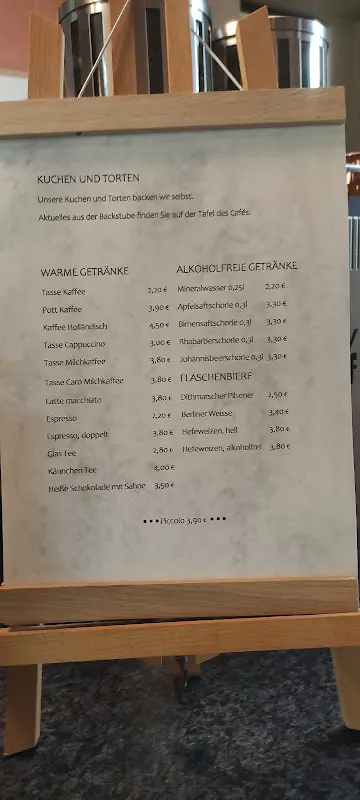 KUCHEN UND TORTEN
Unsere Kuchen und Torten backen wir selbst.
Aktuelles aus der Backstube finden Sie auf der Tafel des Cafés.
WARME GETRÄNKE
Tasse Kaffee 2,20 €
Pott Kaffee 3,90 €
Kaffee Holländisch 4,50 €
Tasse Cappuccino 3,00 €
Tasse Milchkaffee 3,80 €
Tasse Caro Milchkaffee 3,80 €
Latte macchiato 3,80 €
Espresso 2,20 €
Espresso, doppelt 3,80 €
Glas Tee 2,80 €
Kännchen Tee 4,00 €
Heiße Schokolade mit Sahne 3,50 €
ALKOHOLFREIE GETRÄNKE
Mineralwasser 0,25l 2,20 €
Apfelsaftschorle 0,3l 3,30 €
Birnensaftschorle 0,3l 3,30 €
Rhabarberschorle 0,3l 3,30 €
Johannisbeerschorle 0,3l 3,30 €
FLASCHENBIERE
Dithmarscher Pilsener 2,50 €
Berliner Weisse 3,40 €
Hefeweizen, hell 3,80 €
Hefeweizen, alkoholfrei 3,80 €
•••Piccolo 3,90 € •••